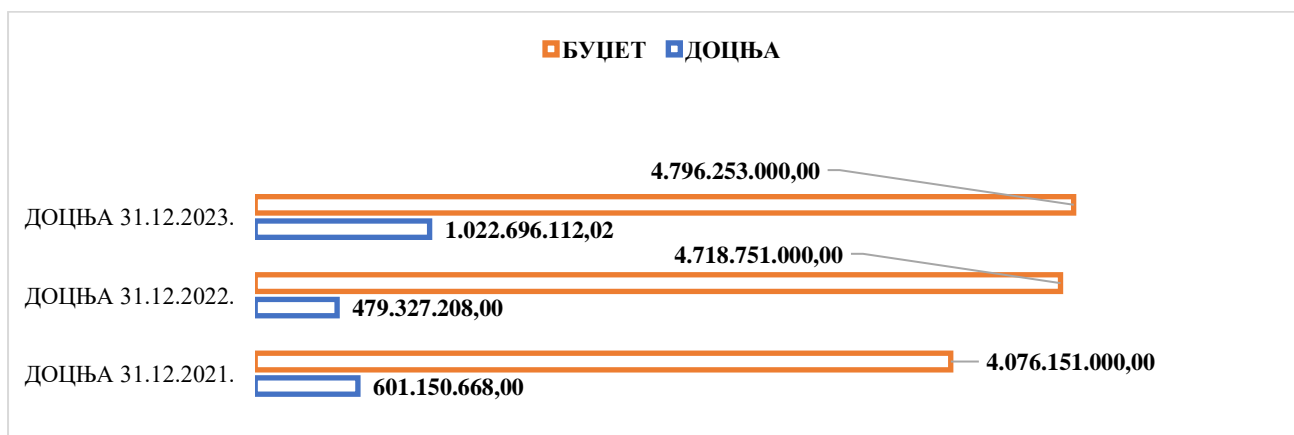 БУЏЕТ ДОЦЊА
4.796.253.000,00
ДОЦЊА 31.12.2023.
1.022.696.112,02
4.718.751.000,00
ДОЦЊА 31.12.2022.
479.327.208,00
4.076.151.000,00
ДОЦЊА 31.12.2021.
601.150.668,00